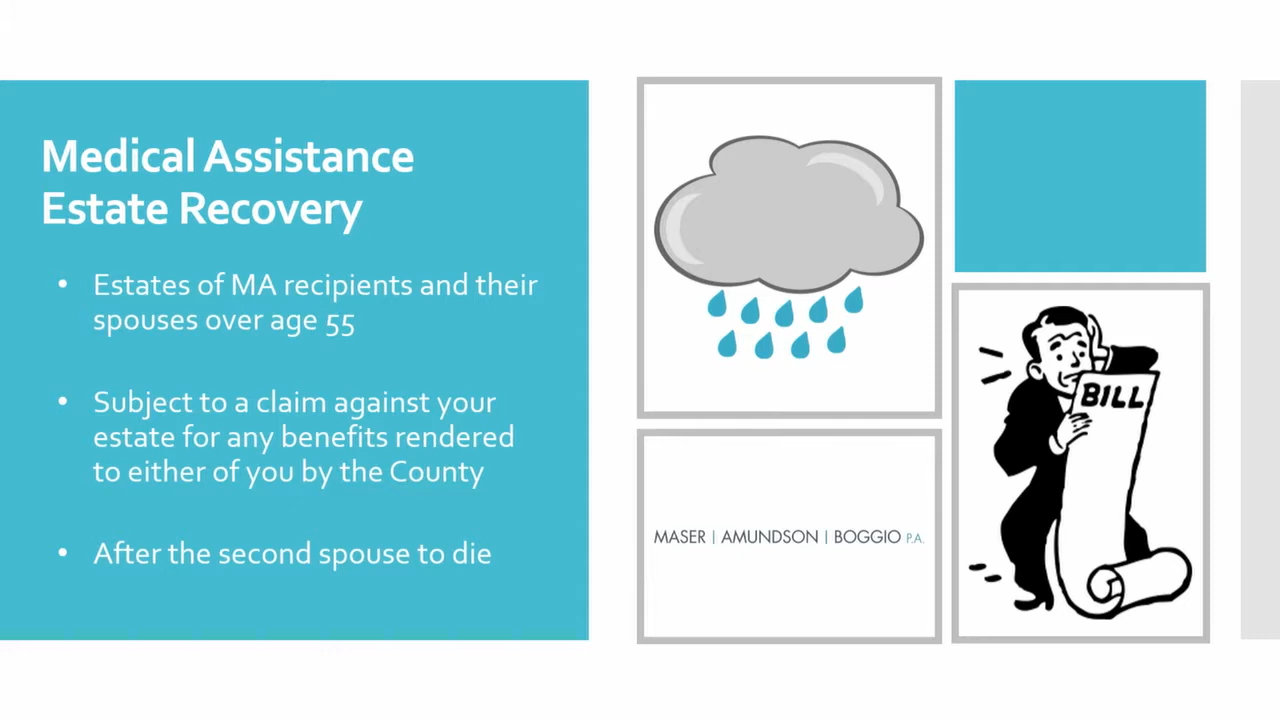 Medical Assistance
Estate Recovery
• Estates of MA recipients and their
spouses over age 55
• Subject to a claim against your
estate for any benefits rendered
to either of you by the County
• After the second spouse to die
MASER | AMUNDSON | BOGGIO P.A.
BILL